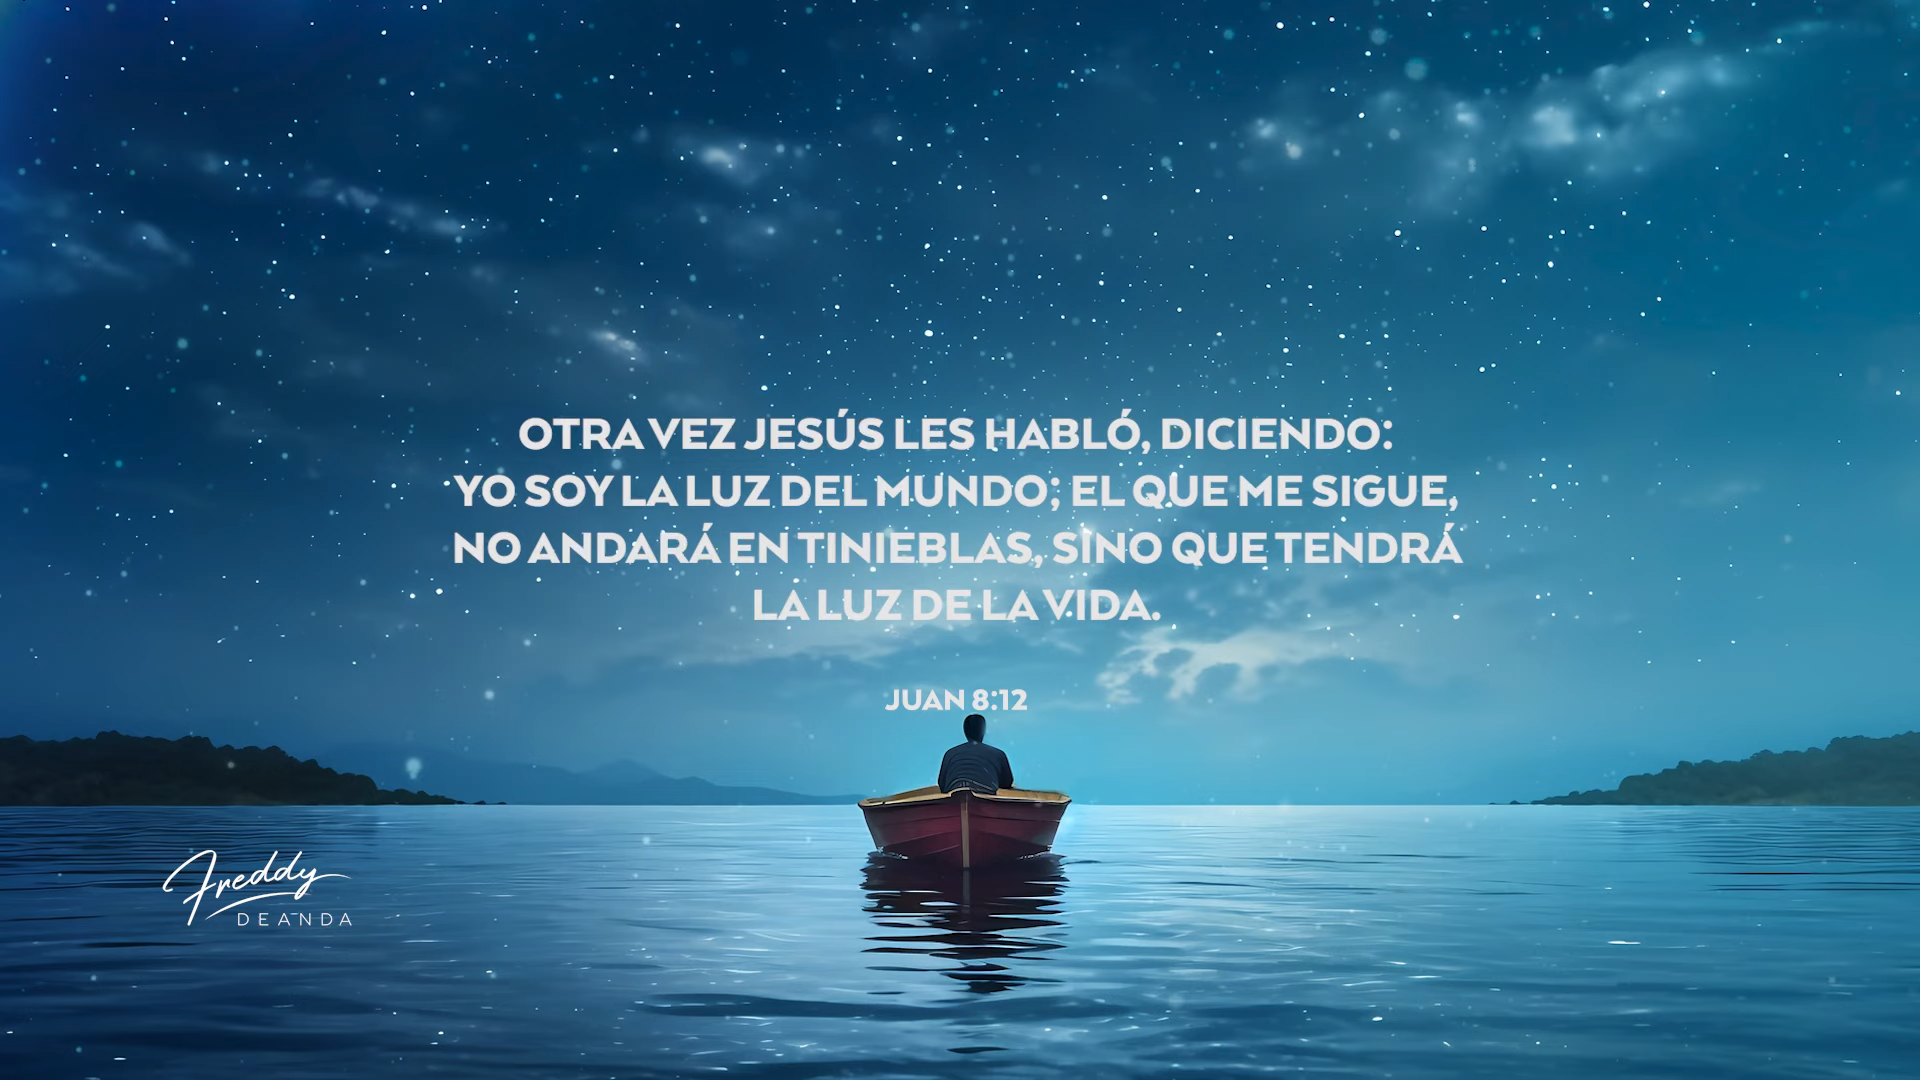 OTRA VEZ JESÚS LES HABLÓ, DICIENDO:
YO SOY LA LUZ DEL MUNDO; EL QUE ME SIGUE,
NO ANDARÁ EN TINIEBLAS, SINO QUE TENDRÁ
LA LUZ DE LA VIDA.
JUAN 8:12
Freddy
DEANDA